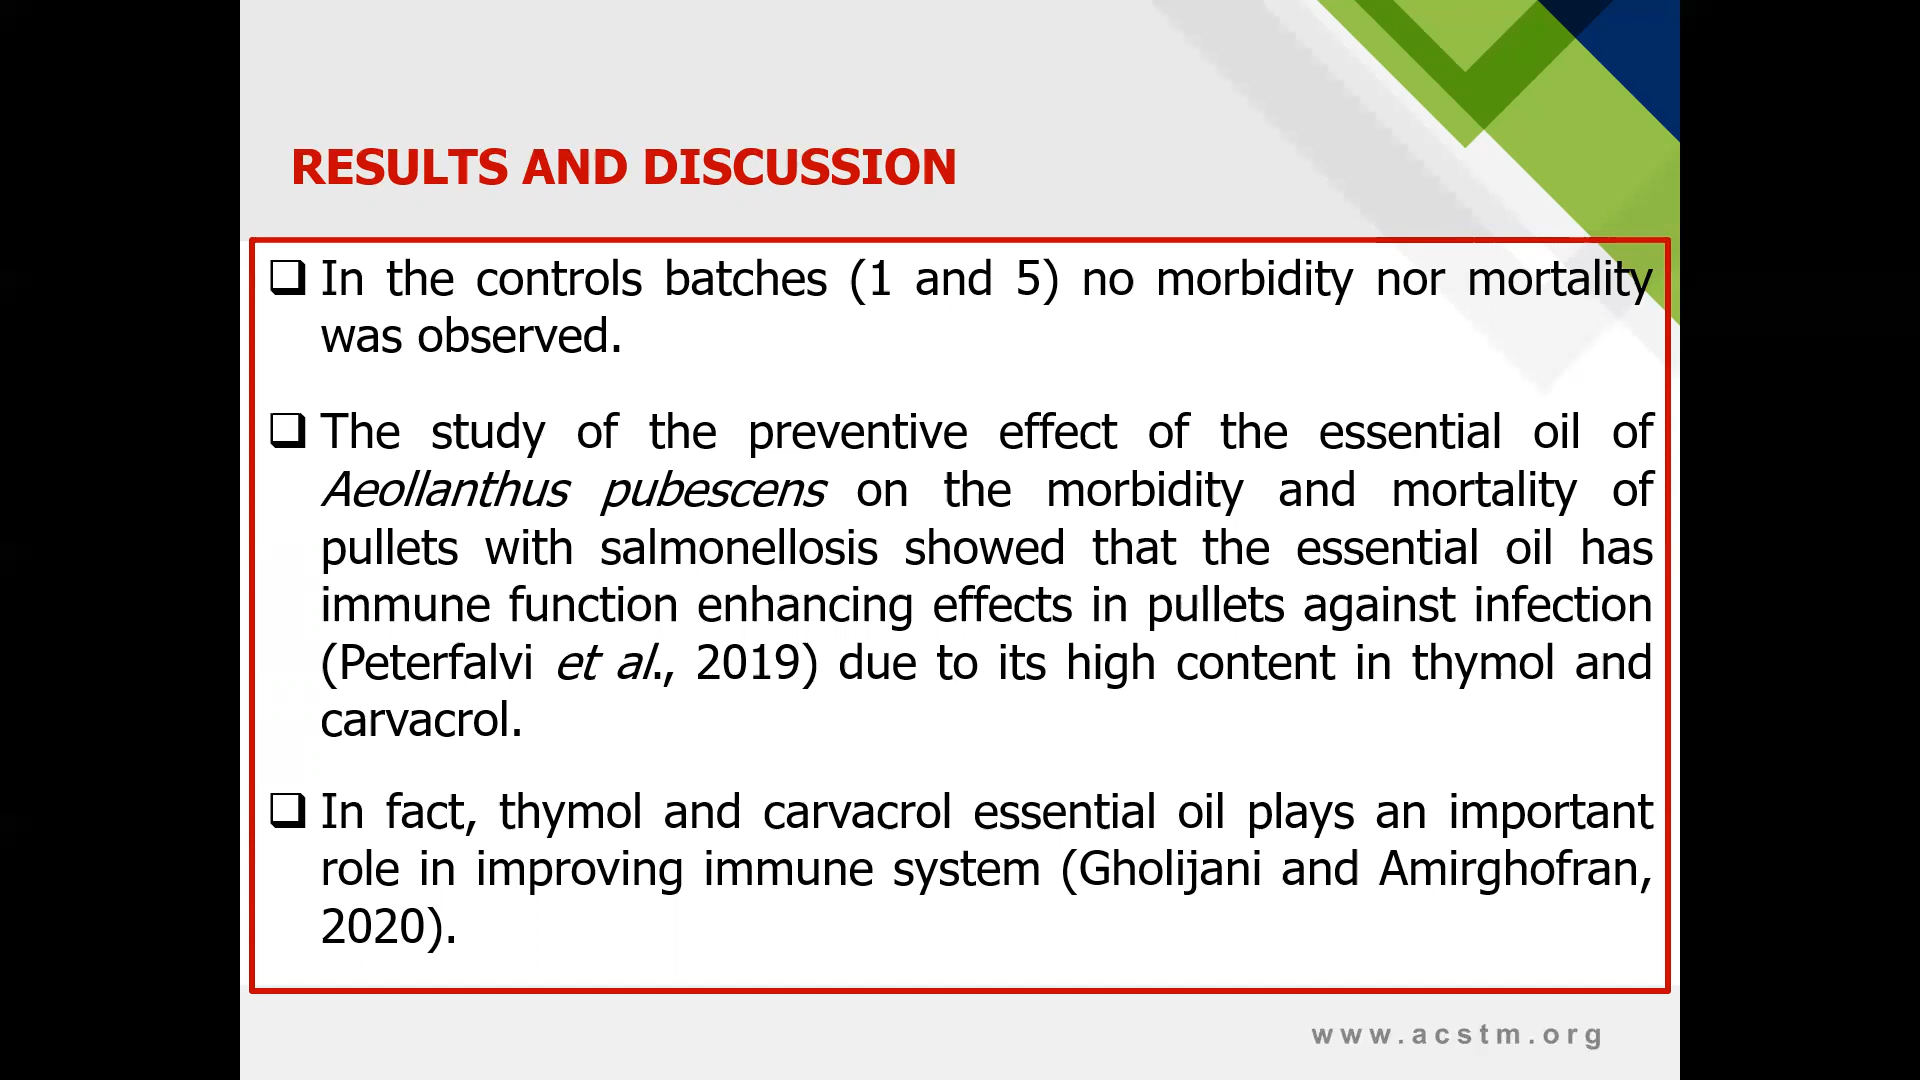 RESULTS AND DISCUSSION
❑ In the controls batches (1 and 5) no morbidity nor mortality
was observed.
❑ The study of the preventive effect of the essential oil of
Aeollanthus pubescens on the morbidity and mortality of
pullets with salmonellosis showed that the essential oil has
immune function enhancing effects in pullets against infection
(Peterfalvi et al., 2019) due to its high content in thymol and
carvacrol.
❑ In fact, thymol and carvacrol essential oil plays an important
role in improving immune system (Gholijani and Amirghofran,
2020).
www.acstm.org